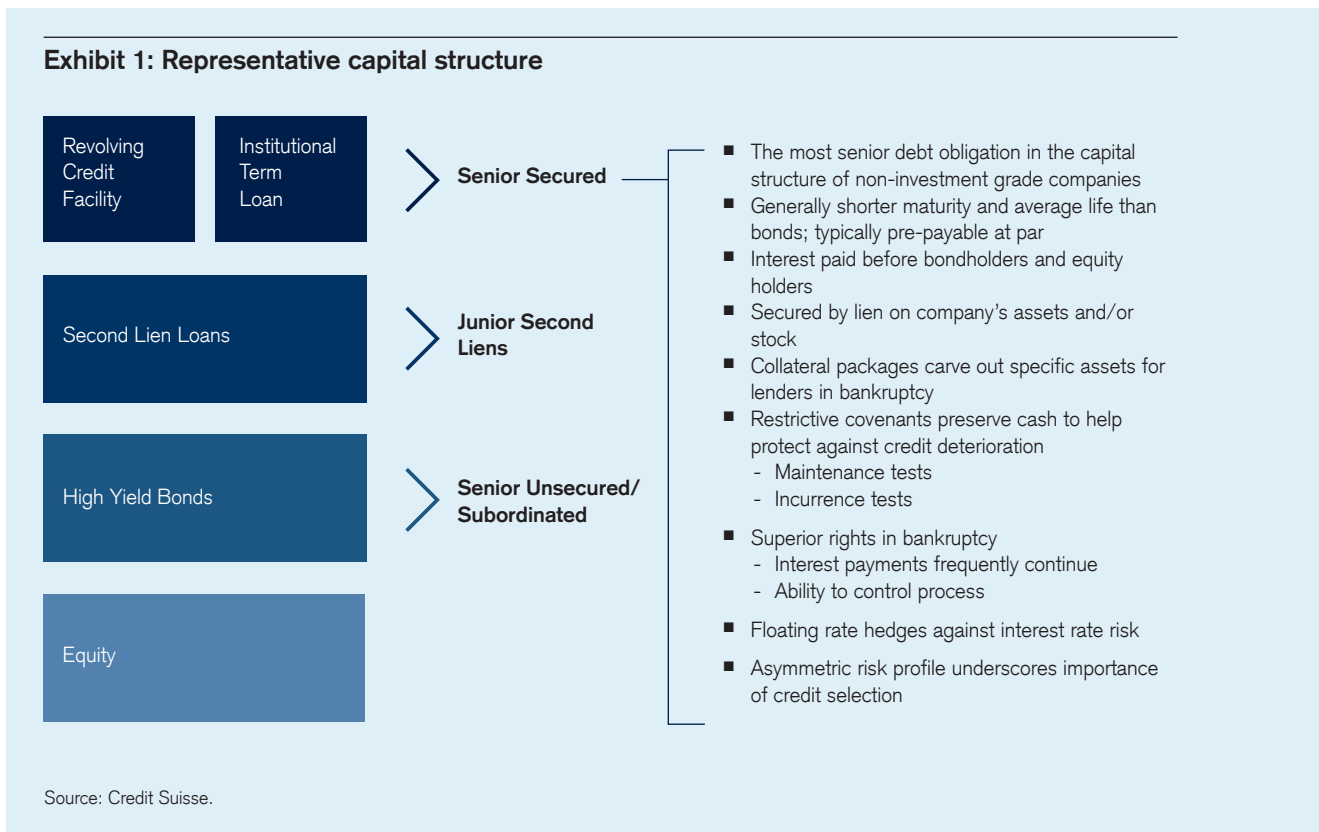 Exhibit 1: Representative capital structure
Revolving
Credit
Facility
Institutional
Term
Loan
Senior Secured
Second Lien Loans
Junior Second
Liens
High Yield Bonds
Senior Unsecured/
Subordinated
Equity
■ The most senior debt obligation in the capital
structure of non-investment grade companies
■ Generally shorter maturity and average life than
bonds; typically pre-payable at par
■ Interest paid before bondholders and equity
holders
■ Secured by lien on company’s assets and/or
stock
■ Collateral packages carve out specific assets for
lenders in bankruptcy
■ Restrictive covenants preserve cash to help
protect against credit deterioration
- Maintenance tests
- Incurrence tests
■ Superior rights in bankruptcy
- Interest payments frequently continue
- Ability to control process
■ Floating rate hedges against interest rate risk
■ Asymmetric risk profile underscores importance
of credit selection
Source: Credit Suisse.